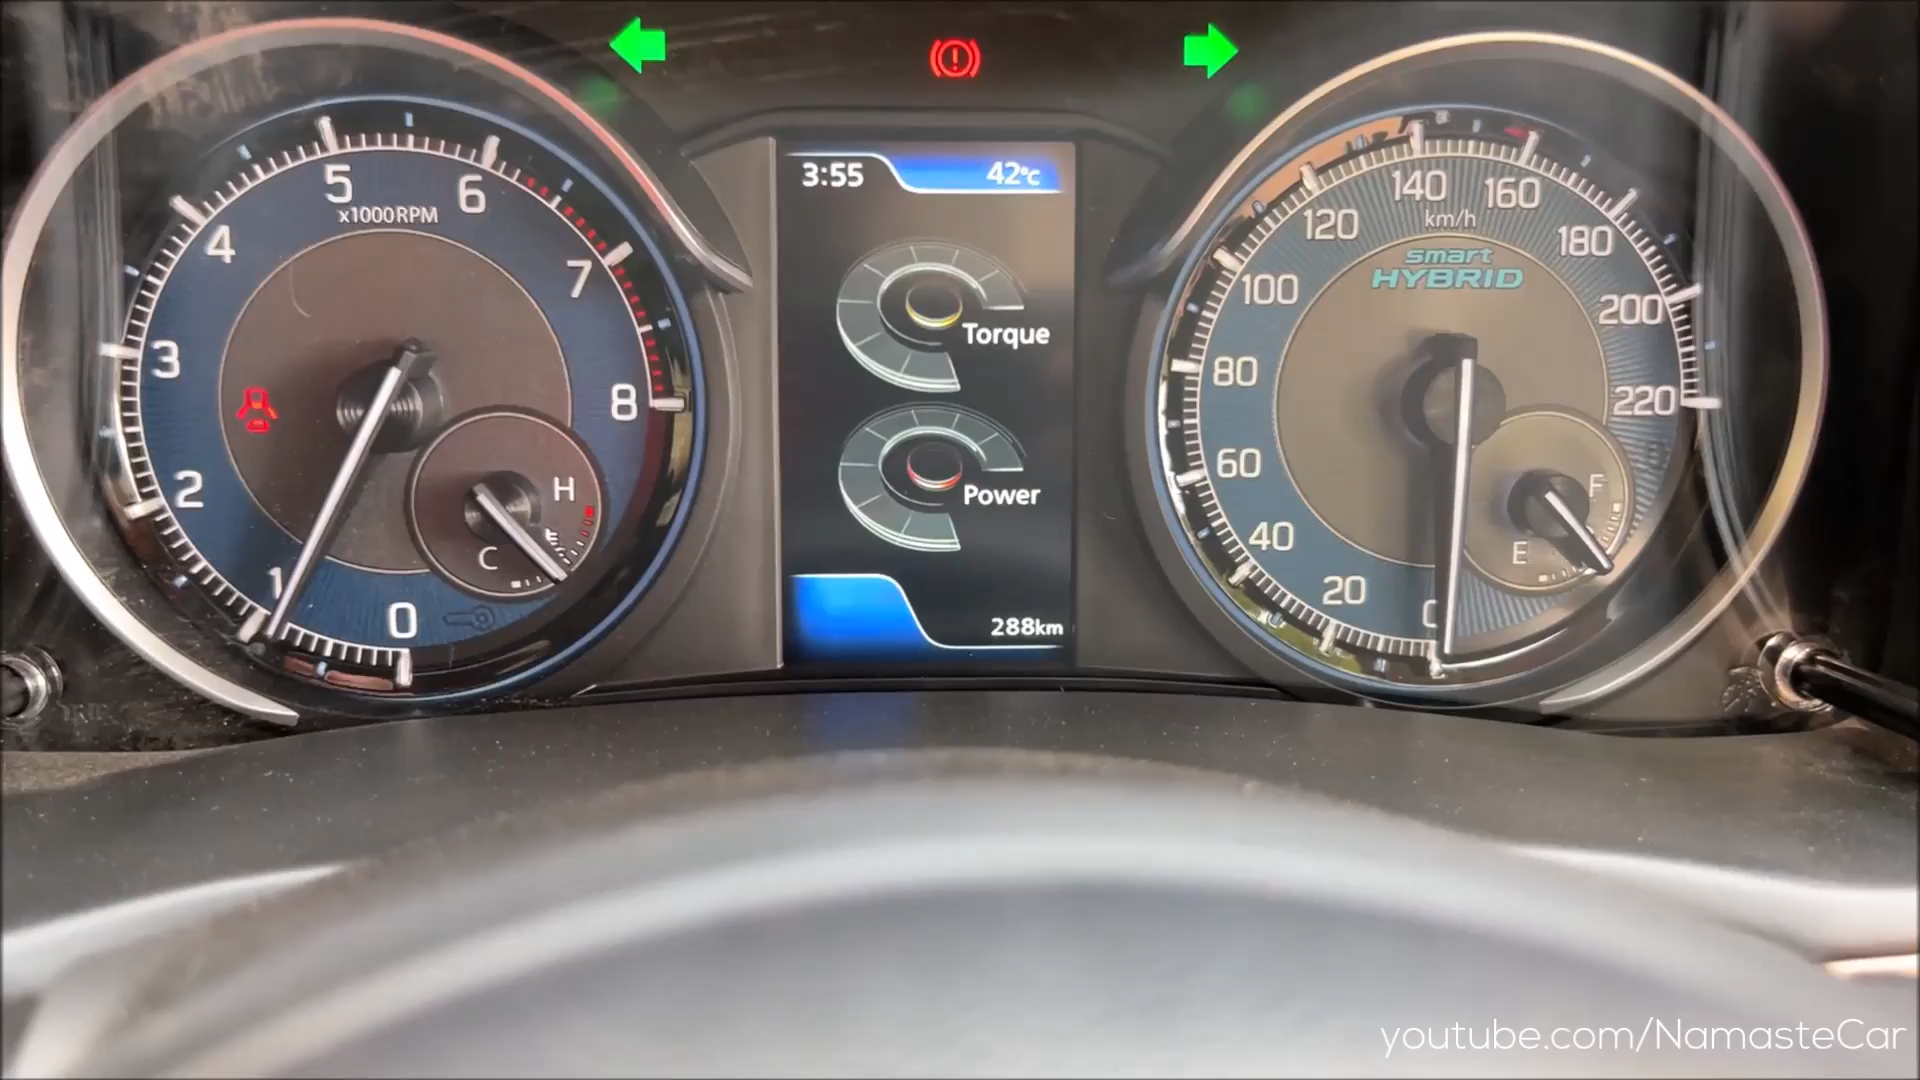 5
x1000RPM
6
4
7
3
8
2
1
0
H
C
3:55
42°C
Torque
Power
288km
140
160
km/h
120
180
smart
HYBRID
100
200
80
220
60
F
40
E
20
0
youtube.com/NamasteCar